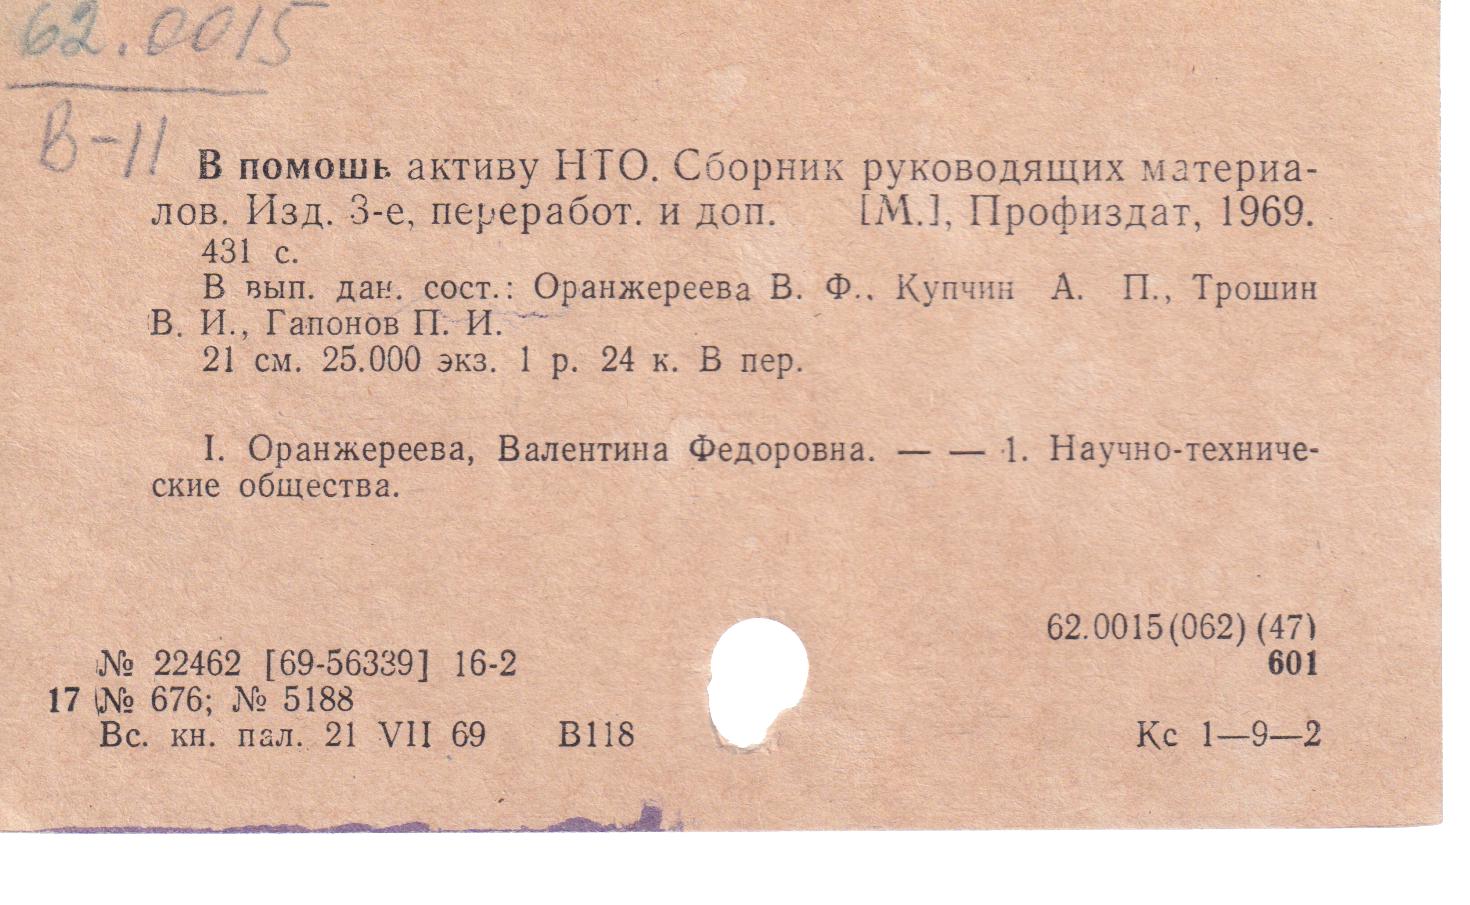 62.0015
В-11
В помощь активу НТО. Сборник руководящих материа-
лов. Изд. 3-е, переработ. и доп. [М.], Профиздат, 1969.
431 с.
В вып. дан. сост.: Оранжереева В. Ф., Купчин А. П., Трошин
В. И., Гапонов П. И.
21 см. 25.000 экз. 1 р. 24 к. В пер.
I. Оранжереева, Валентина Федоровна. — — 1. Научно-техниче-
ские общества.
62.0015(062) (47)
№ 22462 [69-56339] 16-2
601
17 № 676; № 5188
Вс. кн. пал. 21 VII 69 В118
Кс 1—9—2